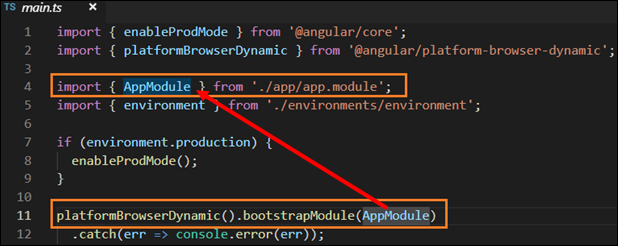 TS main.ts ×
1 import { enableProdMode } from '@angular/core';
2 import { platformBrowserDynamic } from '@angular/platform-browser-dynamic';
3
4 import { AppModule } from './app/app.module';
5 import { environment } from './environments/environment';
6
7 if (environment.production) {
8 enableProdMode();
9 }
10
11 platformBrowserDynamic().bootstrapModule(AppModule)
12 .catch(err => console.error(err));